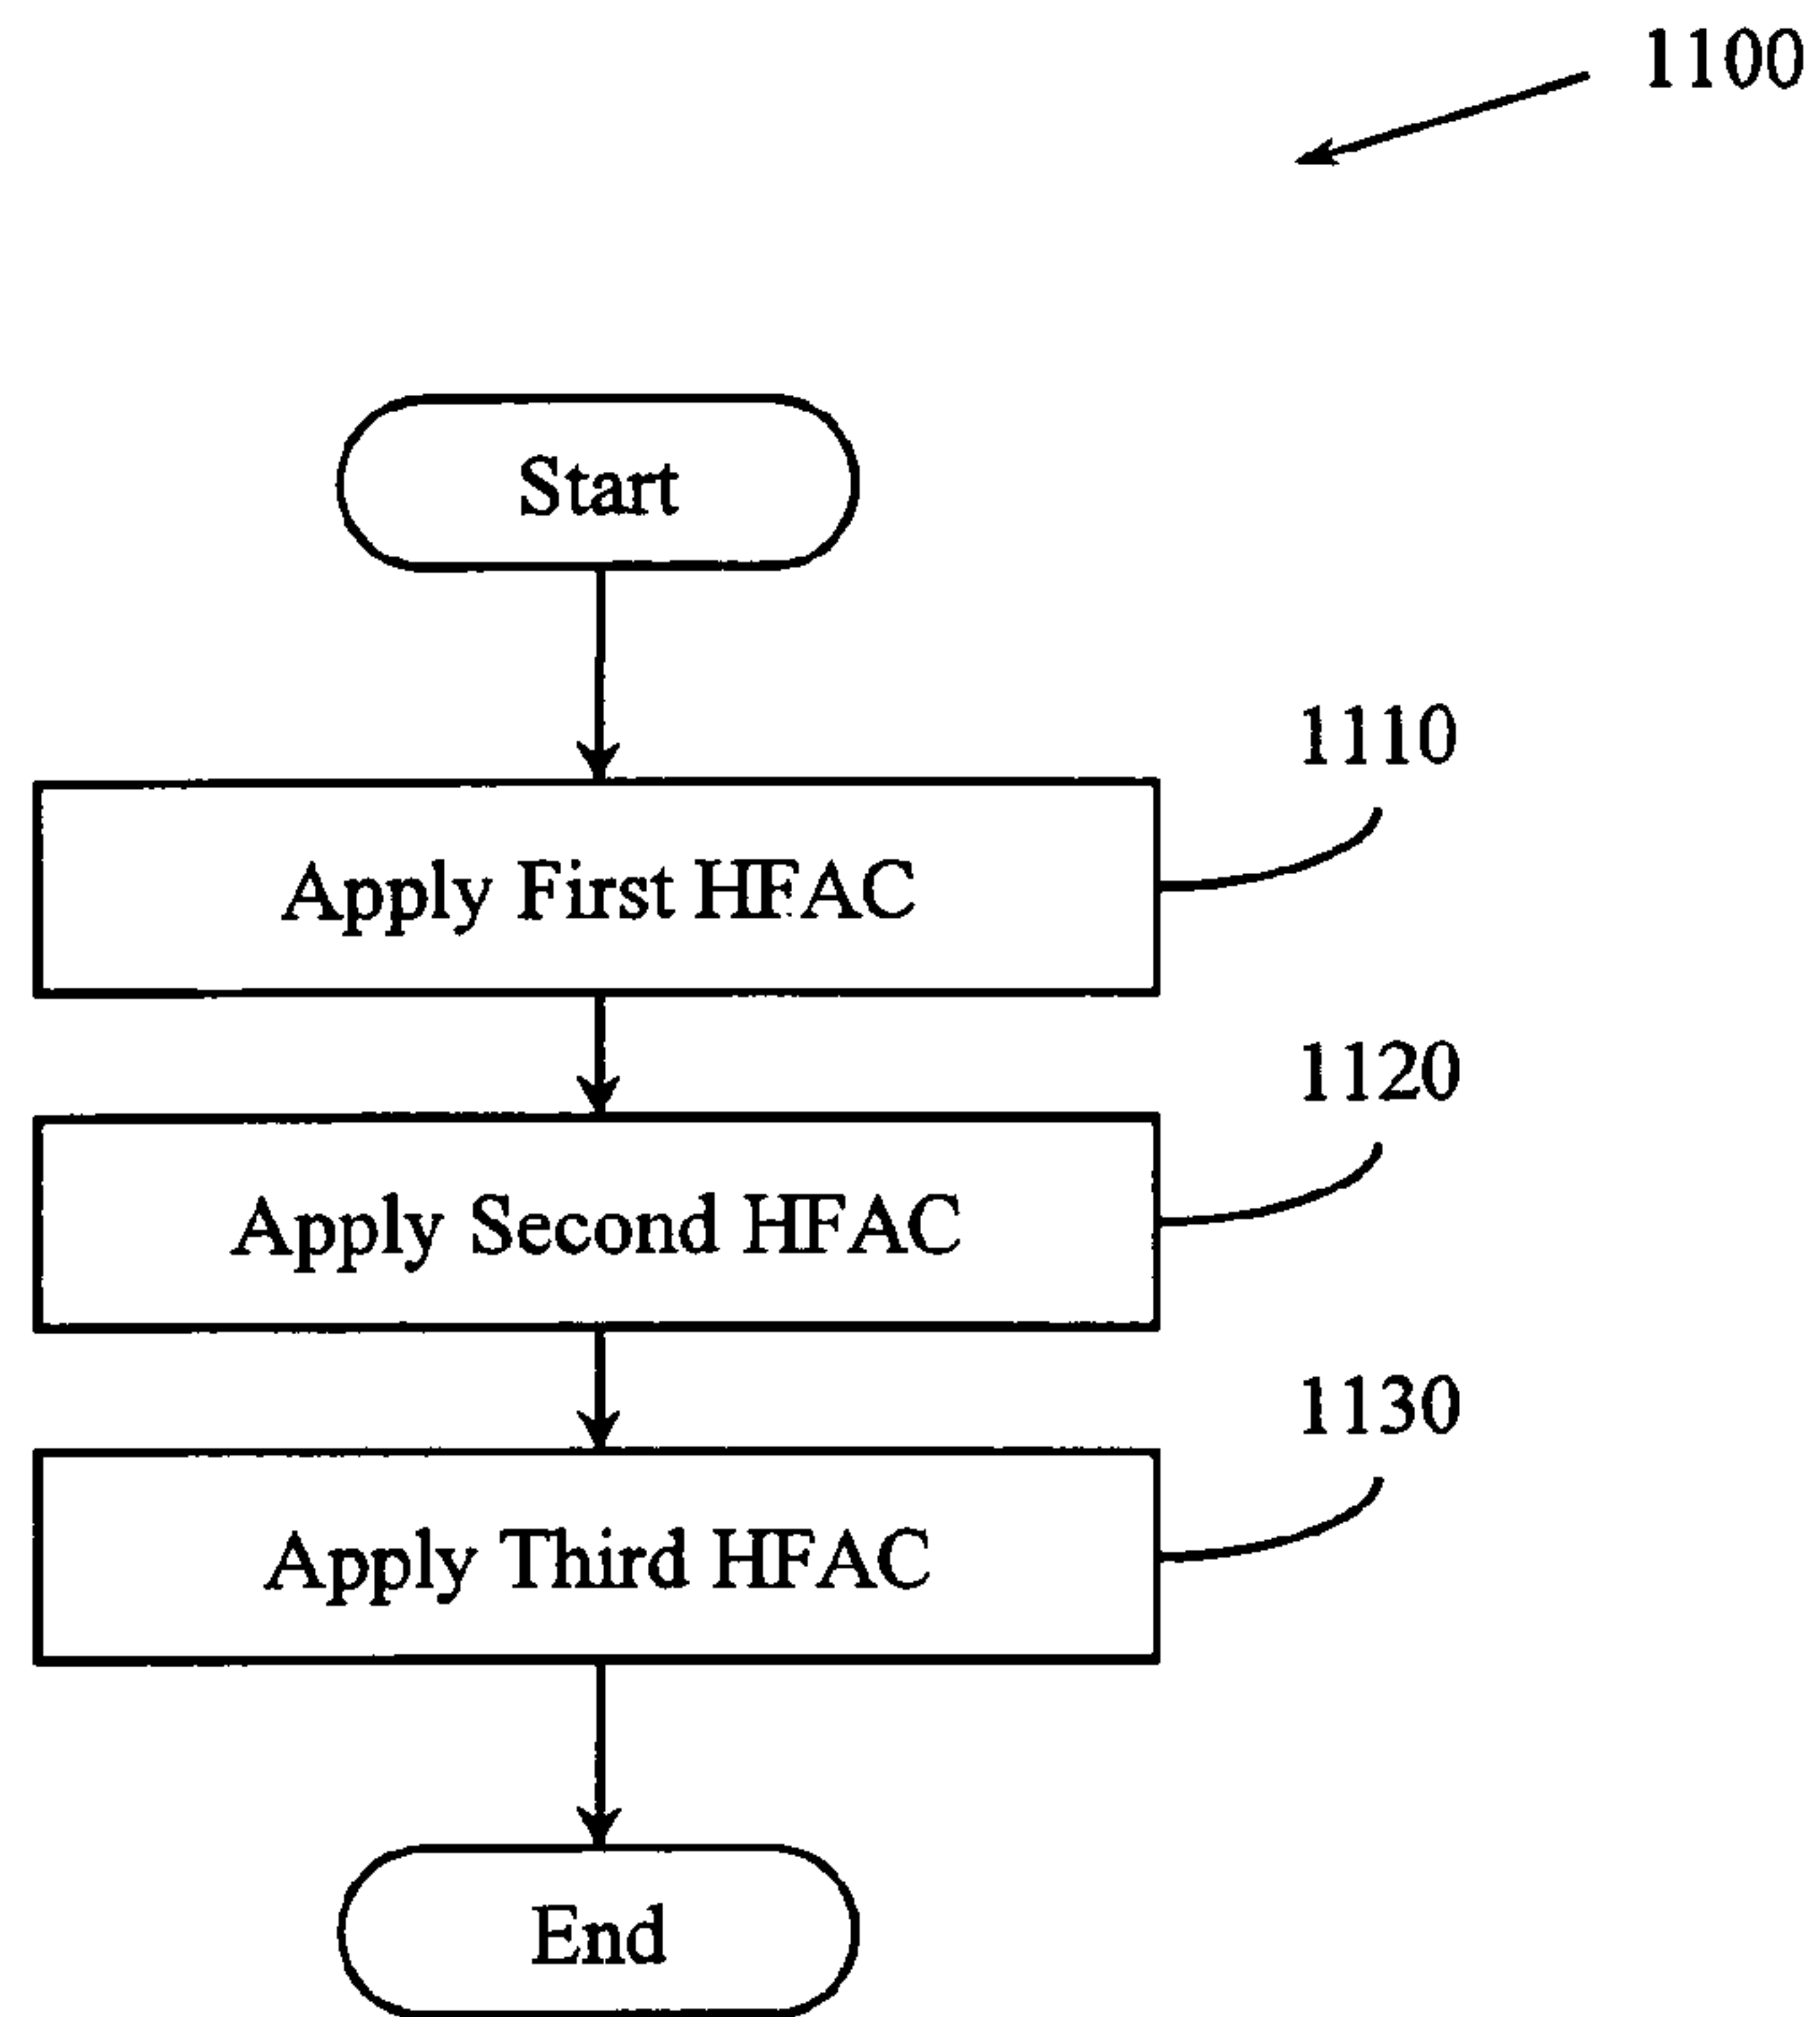 1100
Start
1110
Apply First HFAC
1120
Apply Second HFAC
1130
Apply Third HFAC
End